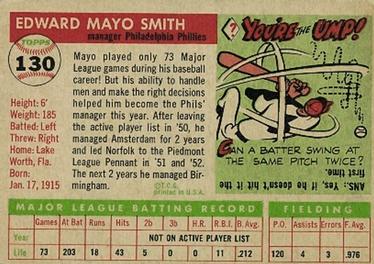 EDWARD MAYO SMITH
manager Philadelphia Phillies
TOPPS
130
Height: 6'
Weight: 185
Batted: Left
Threw: Right
Home: Lake
Worth, Fla.
Born:
Jan. 17, 1915
Mayo played only 73 Major
League games during his baseball
career! But his ability to handle
men and make the right decisions
helped him become the Phils'
manager this year. After leaving
the active player list in '50, he
managed Amsterdam for 2 years
and led Norfolk to the Piedmont
League Pennant in '51 & '52.
The next 2 years he managed Bir-
mingham.
© T.C.G.
printed in U.S.A.
? YOU'RE THE UMP!
CAN A BATTER SWING AT
THE SAME PITCH TWICE?
ANS. Yes, if he doesn't hit the
first time.
MAJOR LEAGUE BATTING RECORD
FIELDING
Games At Bat Runs Hits 2b 3b H.R. R.B.I. B.Avg. P.O. Assists Errors F.Avg.
Year NOT ON ACTIVE PLAYER LIST
Life 73 203 18 43 5 0 0 11 .212 120 4 3 .976